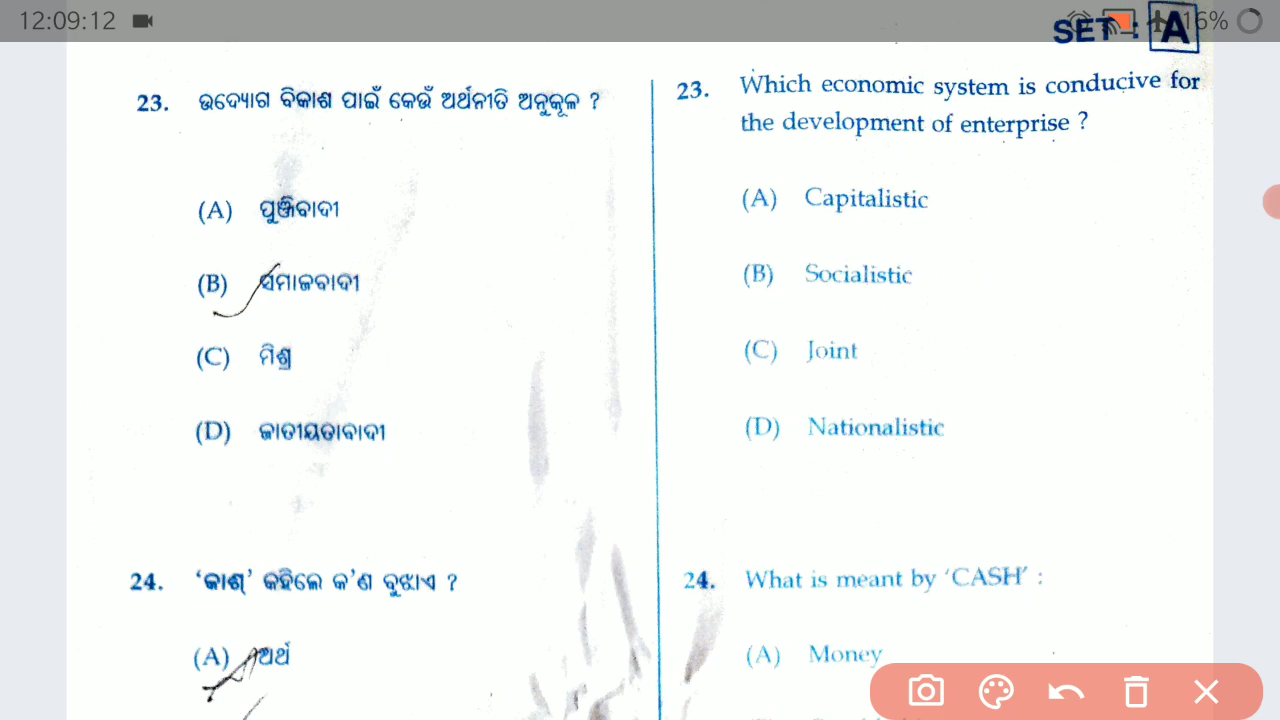 12:09:12
16%
SET : A
23. ଉଦ୍ୟୋଗ ବିକାଶ ପାଇଁ କେଉଁ ଅର୍ଥନୀତି ଅନୁକୂଳ ?
(A) ପୁଞ୍ଜିବାଦୀ
(B) ସମାଜବାଦୀ
(C) ମିଶ୍ର
(D) ଜାତୀୟତାବାଦୀ
24. ‘କାଶ୍’ କହିଲେ କ'ଣ ବୁଝାଏ ?
(A) ଅର୍ଥ
23. Which economic system is conducive for
the development of enterprise ?
(A) Capitalistic
(B) Socialistic
(C) Joint
(D) Nationalistic
24. What is meant by ‘CASH’ :
(A) Money